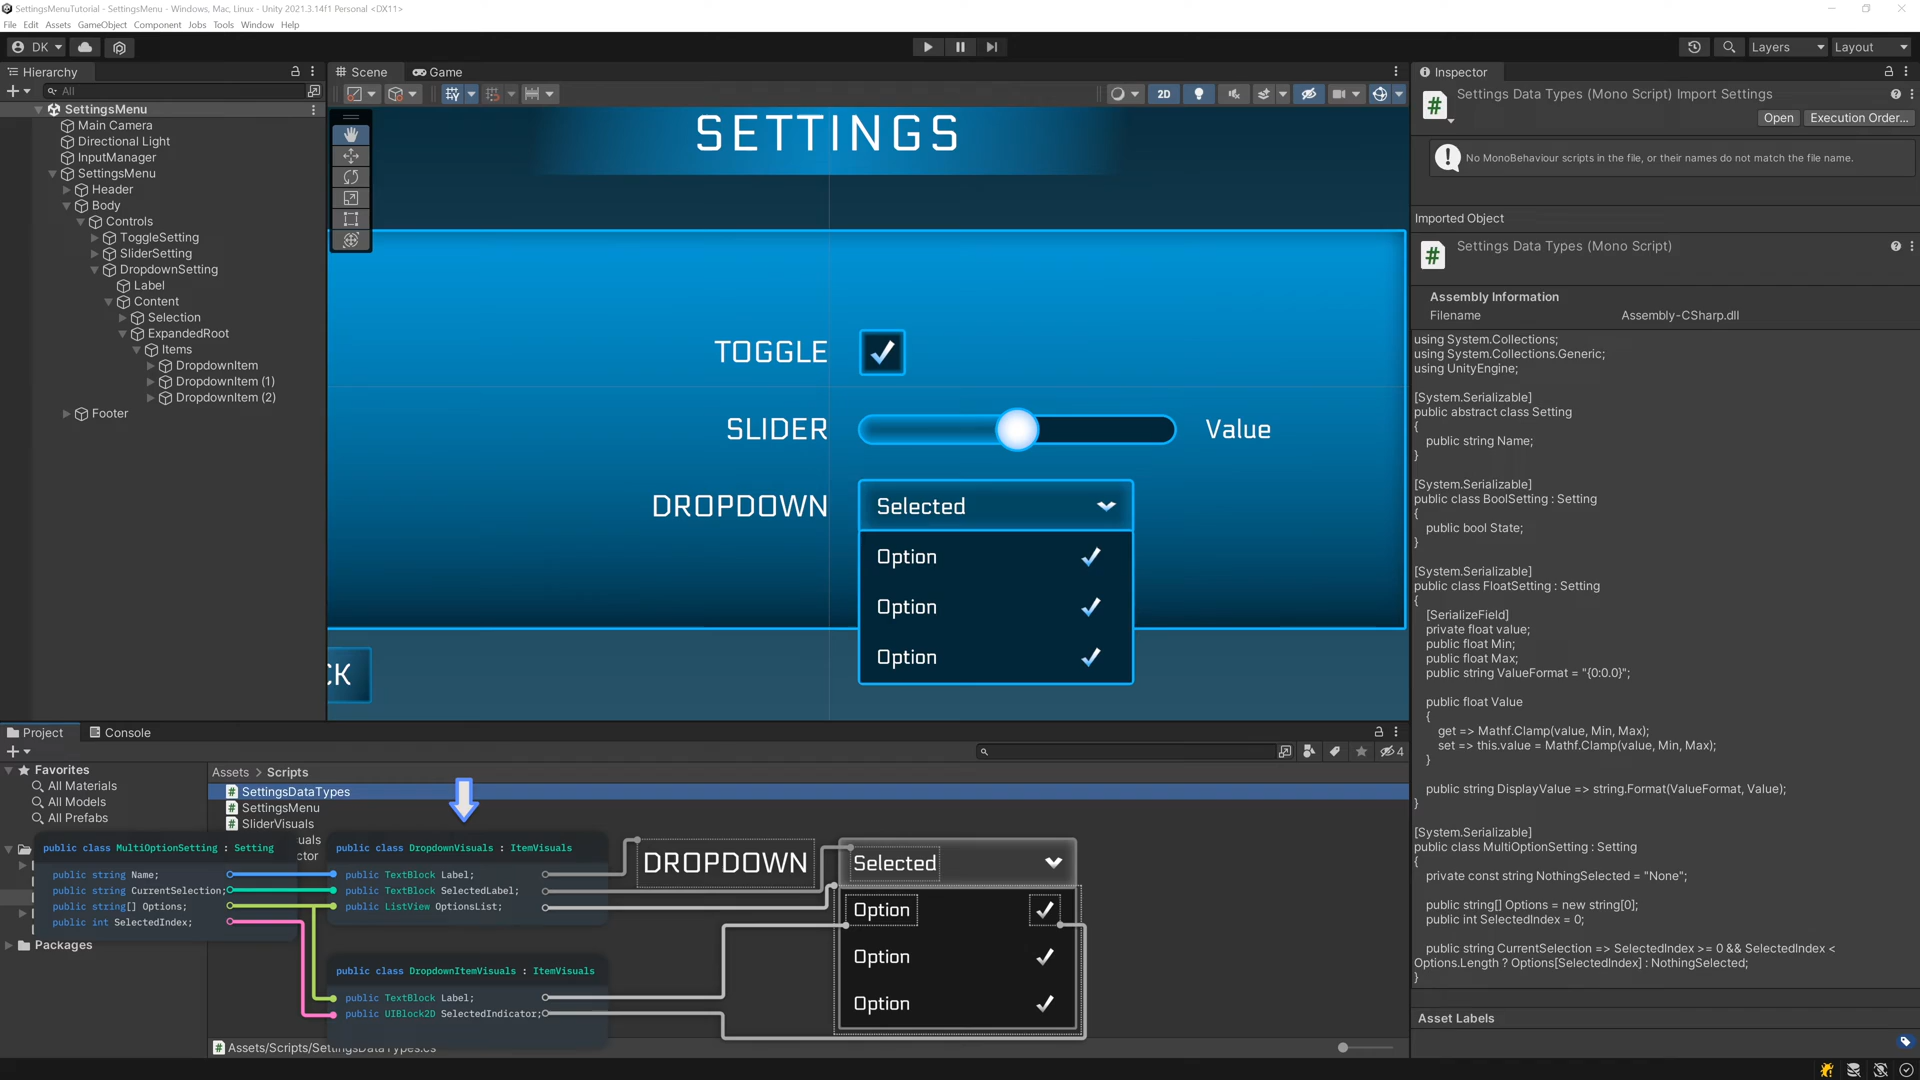 SettingsMenuTutorial - SettingsMenu - Windows, Mac, Linux - Unity 2021.3.14f1 Personal <DX11>
File Edit Assets GameObject Component Jobs Tools Window Help
DK
Layers
Layout
Hierarchy
All
SettingsMenu
Main Camera
Directional Light
InputManager
SettingsMenu
Header
Body
Controls
ToggleSetting
SliderSetting
DropdownSetting
Label
Content
Selection
ExpandedRoot
Items
DropdownItem
DropdownItem (1)
DropdownItem (2)
Footer
Scene Game
2D
SETTINGS
TOGGLE
SLIDER
Value
DROPDOWN
Selected
Option
Option
Option
CK
Inspector
Settings Data Types (Mono Script) Import Settings
Open Execution Order...
No MonoBehaviour scripts in the file, or their names do not match the file name.
Imported Object
Settings Data Types (Mono Script)
Assembly Information
Filename Assembly-CSharp.dll
using System.Collections;
using System.Collections.Generic;
using UnityEngine;
[System.Serializable]
public abstract class Setting
{
public string Name;
}
[System.Serializable]
public class BoolSetting : Setting
{
public bool State;
}
[System.Serializable]
public class FloatSetting : Setting
{
[SerializeField]
private float value;
public float Min;
public float Max;
public string ValueFormat = "{0:0.0}";
public float Value
{
get => Mathf.Clamp(value, Min, Max);
set => this.value = Mathf.Clamp(value, Min, Max);
}
public string DisplayValue => string.Format(ValueFormat, Value);
}
[System.Serializable]
public class MultiOptionSetting : Setting
{
private const string NothingSelected = "None";
public string[] Options = new string[0];
public int SelectedIndex = 0;
public string CurrentSelection => SelectedIndex >= 0 && SelectedIndex <
Options.Length ? Options[SelectedIndex] : NothingSelected;
}
Asset Labels
Project Console
4
Favorites
All Materials
All Models
All Prefabs
Packages
Assets > Scripts
SettingsDataTypes
SettingsMenu
SliderVisuals
uals
tor
public class MultiOptionSetting : Setting
public string Name;
public string CurrentSelection;
public string[] Options;
public int SelectedIndex;
public class DropdownVisuals : ItemVisuals
public TextBlock Label;
public TextBlock SelectedLabel;
public ListView OptionsList;
public class DropdownItemVisuals : ItemVisuals
public TextBlock Label;
public UIBlock2D SelectedIndicator;
DROPDOWN
Selected
Option
Option
Option
Assets/Scripts/SettingsDataTypes.cs